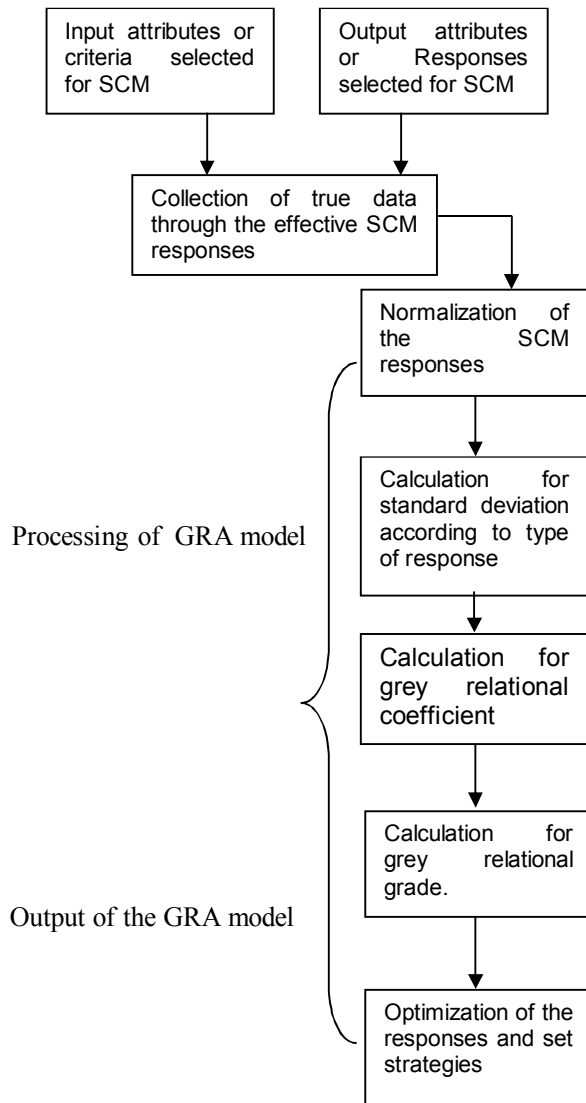 Input attributes or
criteria selected
for SCM
Output attributes
or Responses
selected for SCM
Collection of true data
through the effective SCM
responses
Normalization of
the SCM
responses
Calculation for
standard deviation
according to type
of response
Processing of GRA model
Calculation for
grey relational
coefficient
Calculation for
grey relational
grade.
Output of the GRA model
Optimization of the
responses and set
strategies